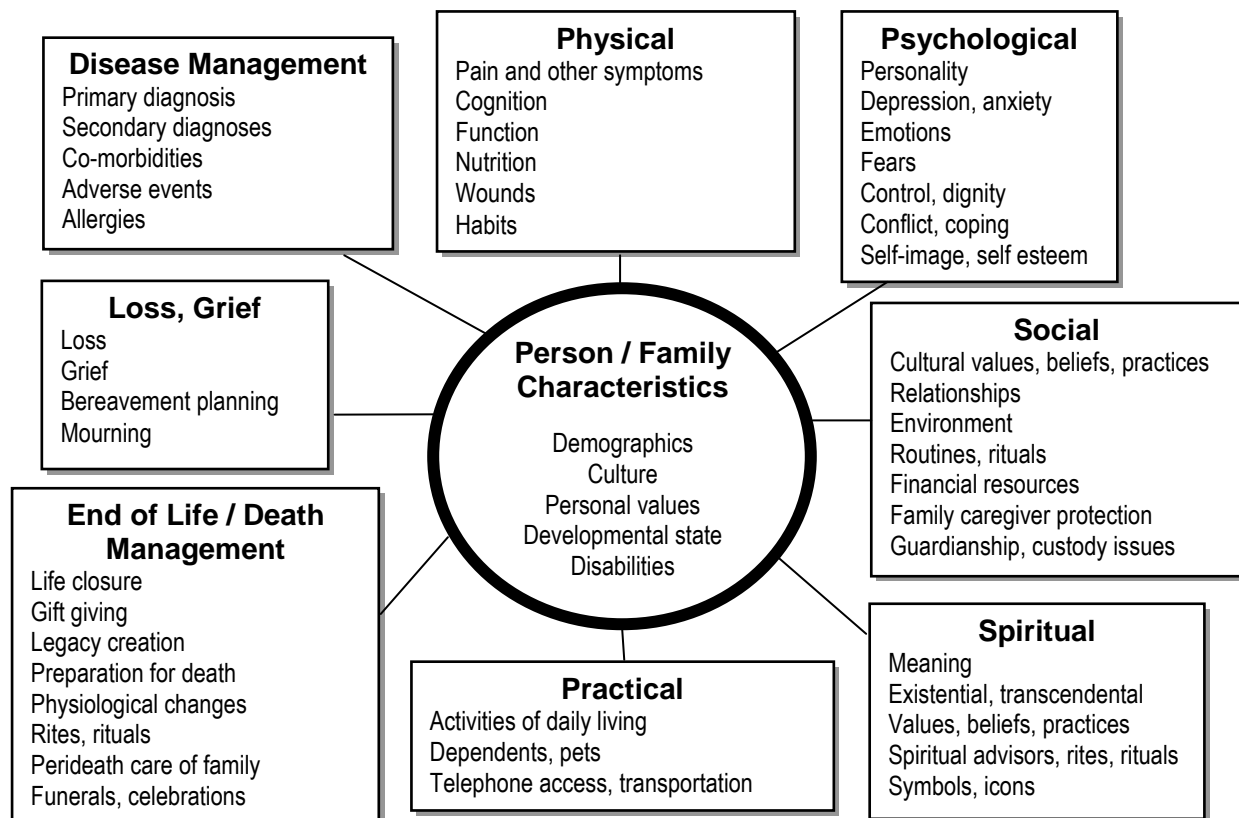 Disease Management
Primary diagnosis
Secondary diagnoses
Co-morbidities
Adverse events
Allergies
Physical
Pain and other symptoms
Cognition
Function
Nutrition
Wounds
Habits
Psychological
Personality
Depression, anxiety
Emotions
Fears
Control, dignity
Conflict, coping
Self-image, self esteem
Loss, Grief
Loss
Grief
Bereavement planning
Mourning
Person / Family
Characteristics
Demographics
Culture
Personal values
Developmental state
Disabilities
Social
Cultural values, beliefs, practices
Relationships
Environment
Routines, rituals
Financial resources
Family caregiver protection
Guardianship, custody issues
End of Life / Death
Management
Life closure
Gift giving
Legacy creation
Preparation for death
Physiological changes
Rites, rituals
Perideath care of family
Funerals, celebrations
Practical
Activities of daily living
Dependents, pets
Telephone access, transportation
Spiritual
Meaning
Existential, transcendental
Values, beliefs, practices
Spiritual advisors, rites, rituals
Symbols, icons